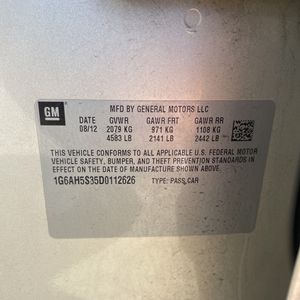 GM
MFD BY GENERAL MOTORS LLC
DATE GVWR GAWR FRT GAWR RR
08/12 2079 KG 971 KG 1108 KG
4583 LB 2141 LB 2442 LB
THIS VEHICLE CONFORMS TO ALL APPLICABLE U.S. FEDERAL MOTOR
VEHICLE SAFETY, BUMPER, AND THEFT PREVENTION STANDARDS IN
EFFECT ON THE DATE OF MANUFACTURE SHOWN ABOVE.
1G6AH5S35D0112626 TYPE: PASS CAR